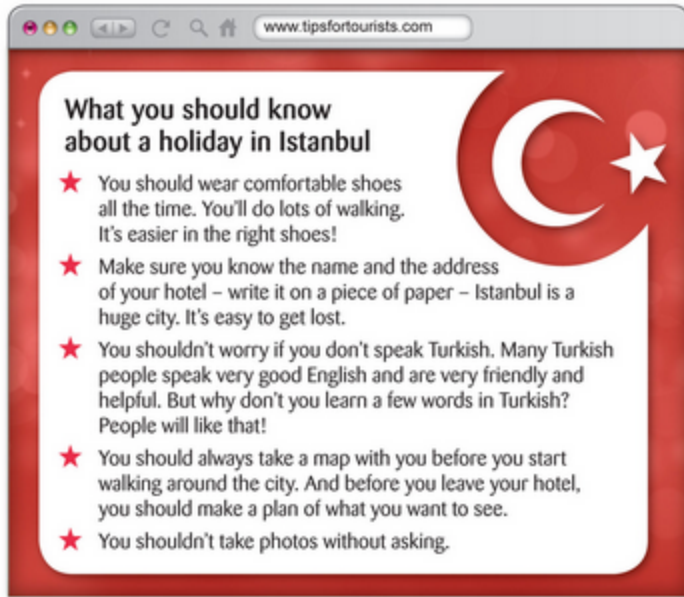 www.tipsfortourists.com
What you should know
about a holiday in Istanbul
You should wear comfortable shoes
all the time. You'll do lots of walking.
It's easier in the right shoes!
Make sure you know the name and the address
of your hotel – write it on a piece of paper – Istanbul is a
huge city. It's easy to get lost.
You shouldn't worry if you don't speak Turkish. Many Turkish
people speak very good English and are very friendly and
helpful. But why don't you learn a few words in Turkish?
People will like that!
You should always take a map with you before you start
walking around the city. And before you leave your hotel,
you should make a plan of what you want to see.
You shouldn't take photos without asking.